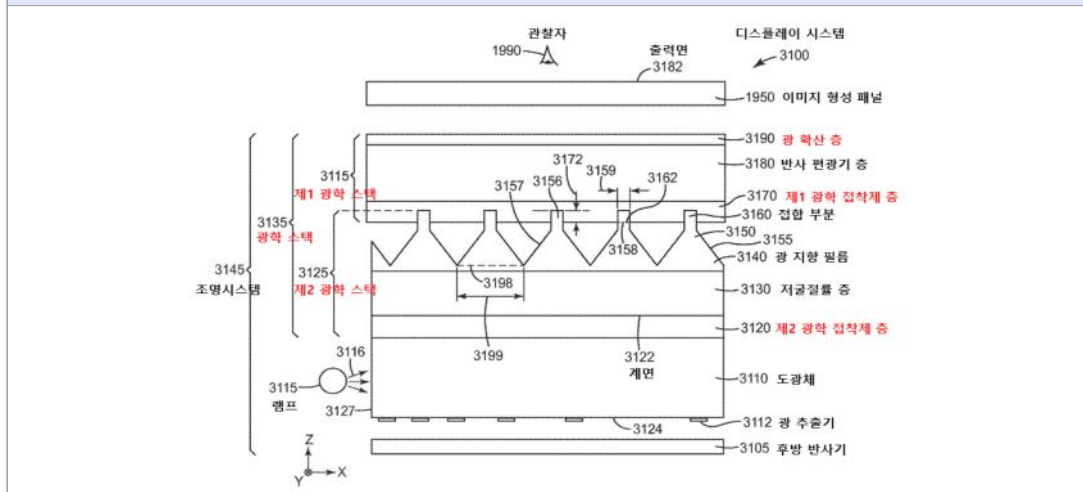 관찰자
1990
출력면
3182
디스플레이 시스템
3100
1950 이미지 형성 패널
3190 광 확산 층
3180 반사 편광기 층
3115
제1 광학 스택
3172
3159
3157
3156
3162
3170 제1 광학 접착제 층
3160 접합 부분
3150
3158
3155
3135
광학 스택
3140 광 지향 필름
3125
제2 광학 스택
3145
조명시스템
3198
3130 저굴절률 층
3199
3120 제2 광학 접착제 층
3122
계면
3116
3115
램프
3110 도광체
3127
3124
3112 광 추출기
3105 후방 반사기
Z
Y
X